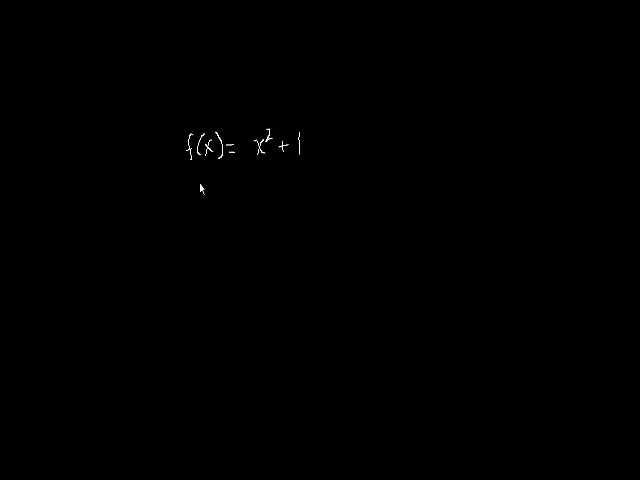 f(x) = x² + 1